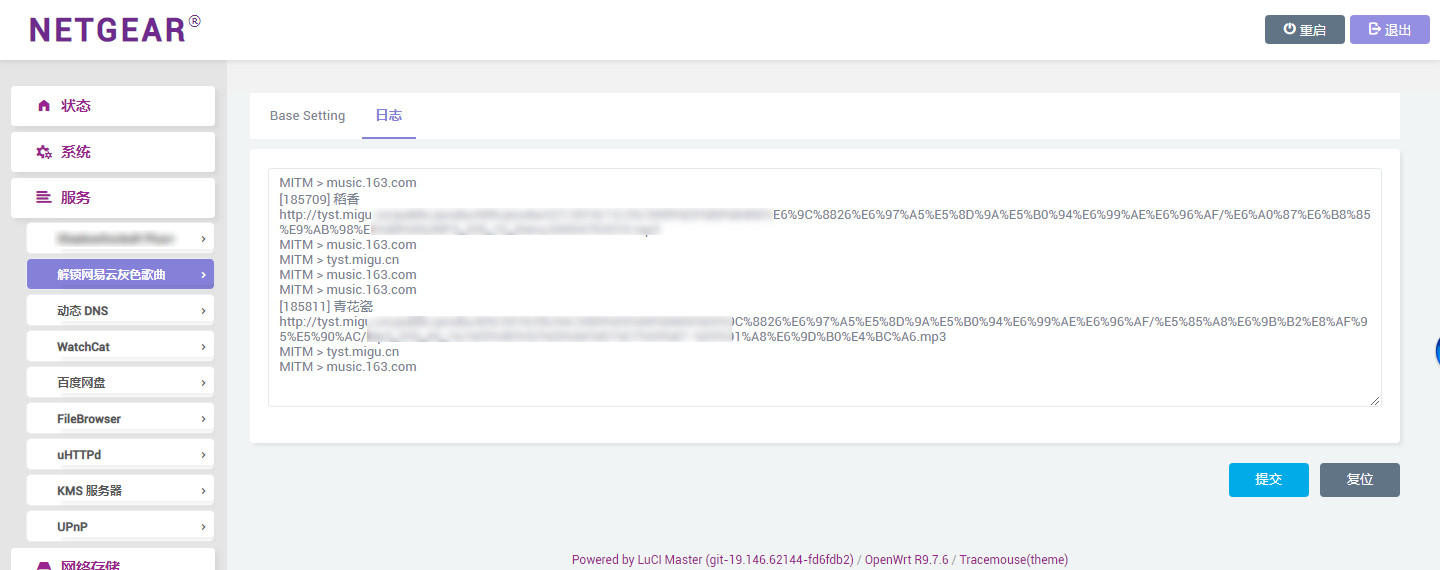 NETGEAR®
重启
退出
状态
系统
服务
解锁网易云灰色歌曲
动态 DNS
WatchCat
百度网盘
FileBrowser
uHTTPd
KMS 服务器
UPnP
网络存储
Base Setting
日志
MITM > music.163.com
[185709] 稻香
http://tyst.migu E6%9C%8826%E6%97%A5%E5%8D%9A%E5%B0%94%E6%99%AE%E6%96%AF/%E6%A0%87%E6%B8%85
%E9%AB%98%E
MITM > music.163.com
MITM > tyst.migu.cn
MITM > music.163.com
MITM > music.163.com
[185811] 青花瓷
http://tyst.migu 9C%8826%E6%97%A5%E5%8D%9A%E5%B0%94%E6%99%AE%E6%96%AF/%E5%85%A8%E6%9B%B2%E8%AF%9
5%E5%90%AC/ 1%A8%E6%9D%B0%E4%BC%A6.mp3
MITM > tyst.migu.cn
MITM > music.163.com
提交
复位
Powered by LuCI Master (git-19.146.62144-fd6fdb2) / OpenWrt R9.7.6 / Tracemouse(theme)